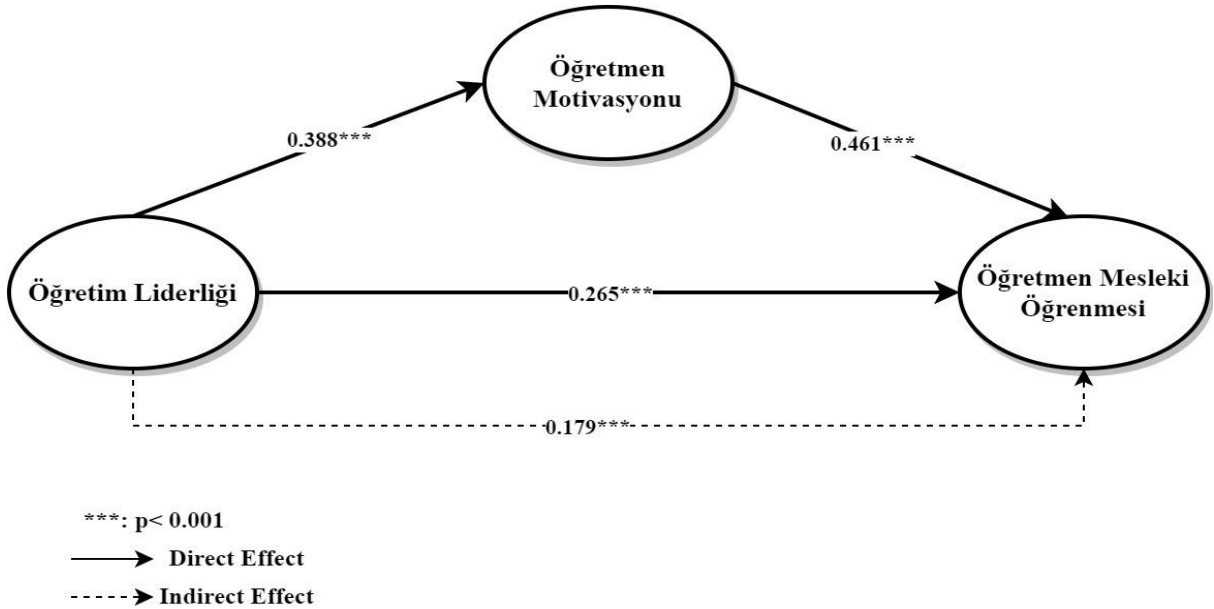 Öğretmen
Motivasyonu
0.388***
0.461***
Öğretim Liderliği
0.265***
Öğretmen Mesleki
Öğrenmesi
0.179***
***: p< 0.001
Direct Effect
Indirect Effect